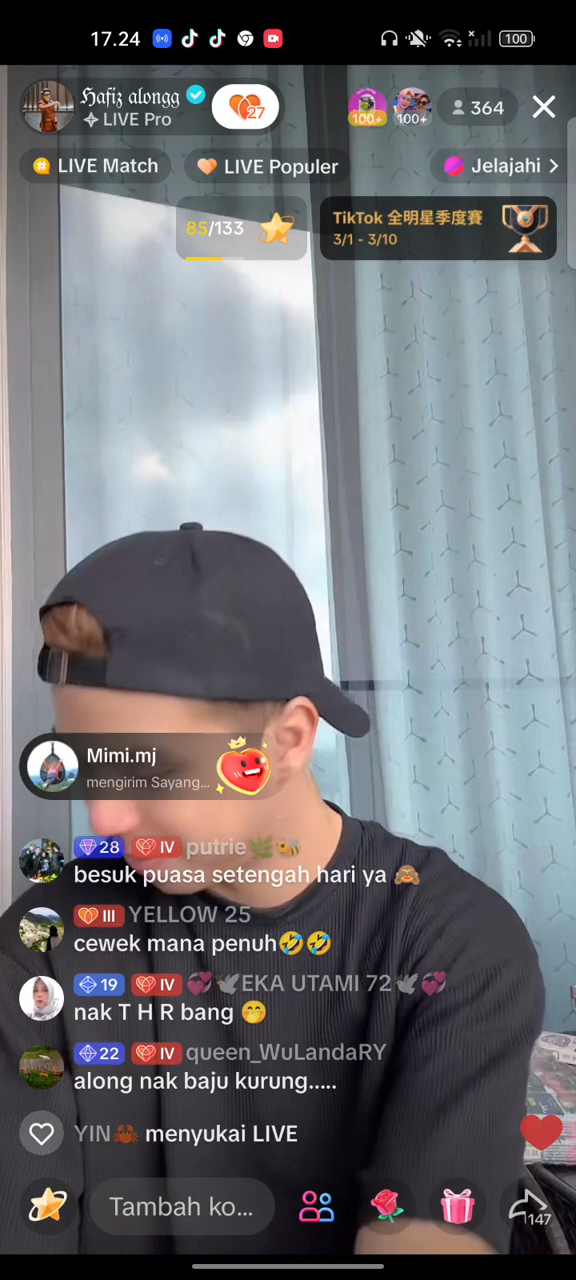 17.24
100
Hafiz alongg
LIVE Pro
27
100+
100+
364
LIVE Match
LIVE Populer
Jelajahi
85/133
TikTok 全明星季度賽
3/1 - 3/10
Mimi.mj
mengirim Sayang...
28 IV putrie🌿🐝
besuk puasa setengah hari ya 🙈
III YELLOW 25
cewek mana penuh🤣🤣
19 IV 💞🕊EKA UTAMI 72🕊💞
nak T H R bang 🤭
22 IV queen_WuLandaRY
along nak baju kurung.....
YIN🦀 menyukai LIVE
Tambah ko...
147